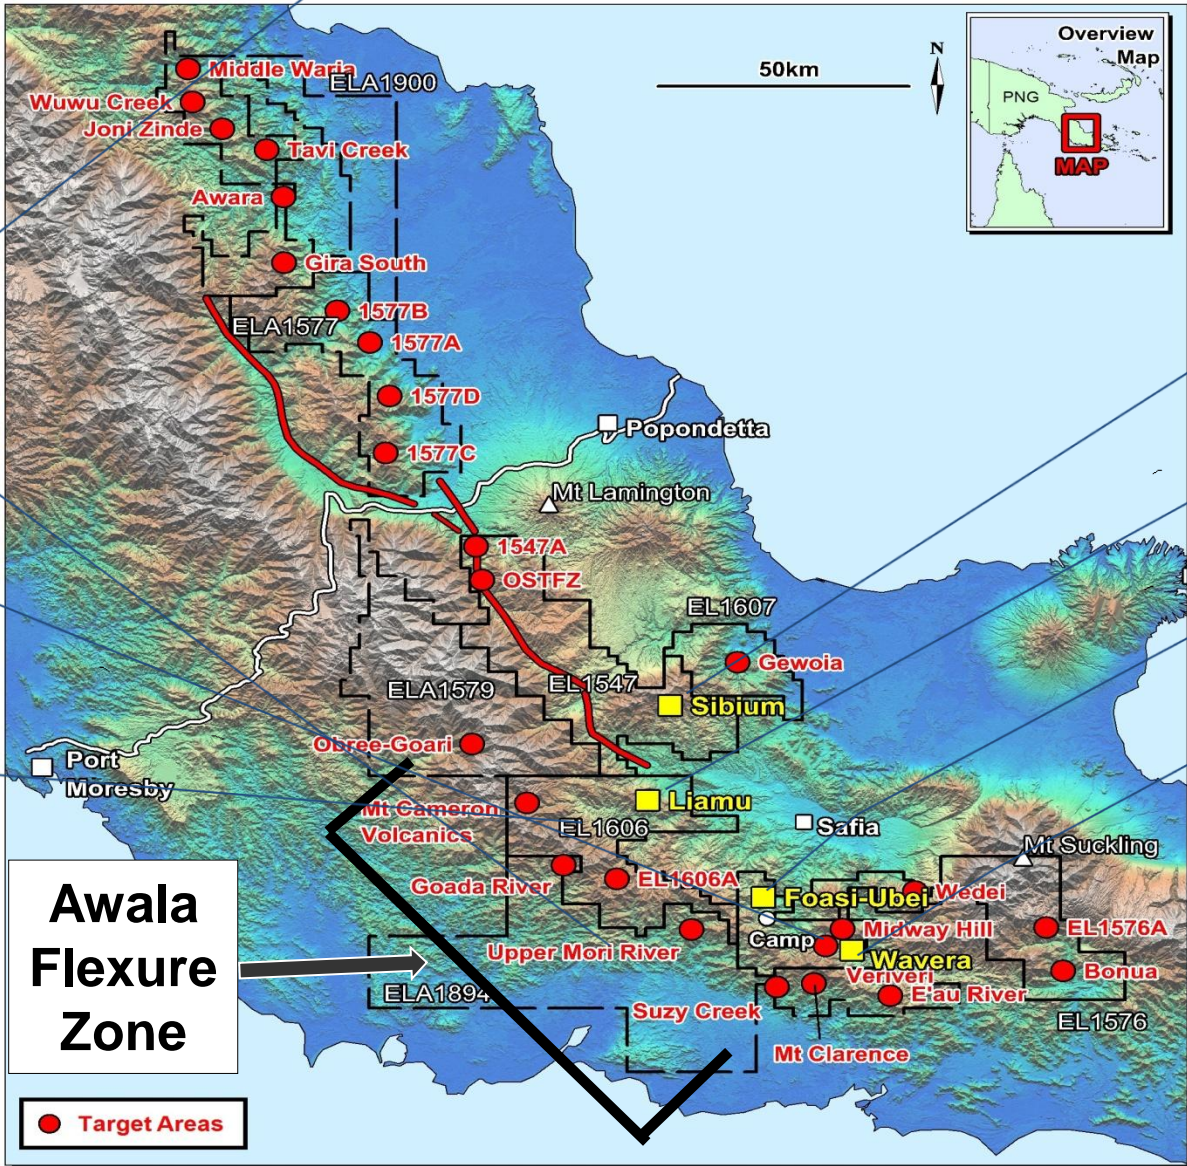 Overview
Map
PNG
MAP
N
50km
Middle Waria
ELA1900
Wuwu Creek
Joni Zinde
Tavi Creek
Awara
Gira South
1577B
ELA1577
1577A
1577D
Popondetta
1577C
Mt Lamington
1547A
OSTFZ
EL1607
Gewoia
EL1547
ELA1579
Sibium
Obree-Goari
Port
Moresby
Mt Cameron
Volcanics
Liamu
EL1606
Safia
Mt Suckling
Goada River
EL1606A
Foasi-Ubei
Wedei
Camp
Midway Hill
EL1576A
Upper Mori River
Wavera
Veriveri
Bonua
ELA1894
E'au River
Suzy Creek
EL1576
Mt Clarence
Awala
Flexure
Zone
Target Areas